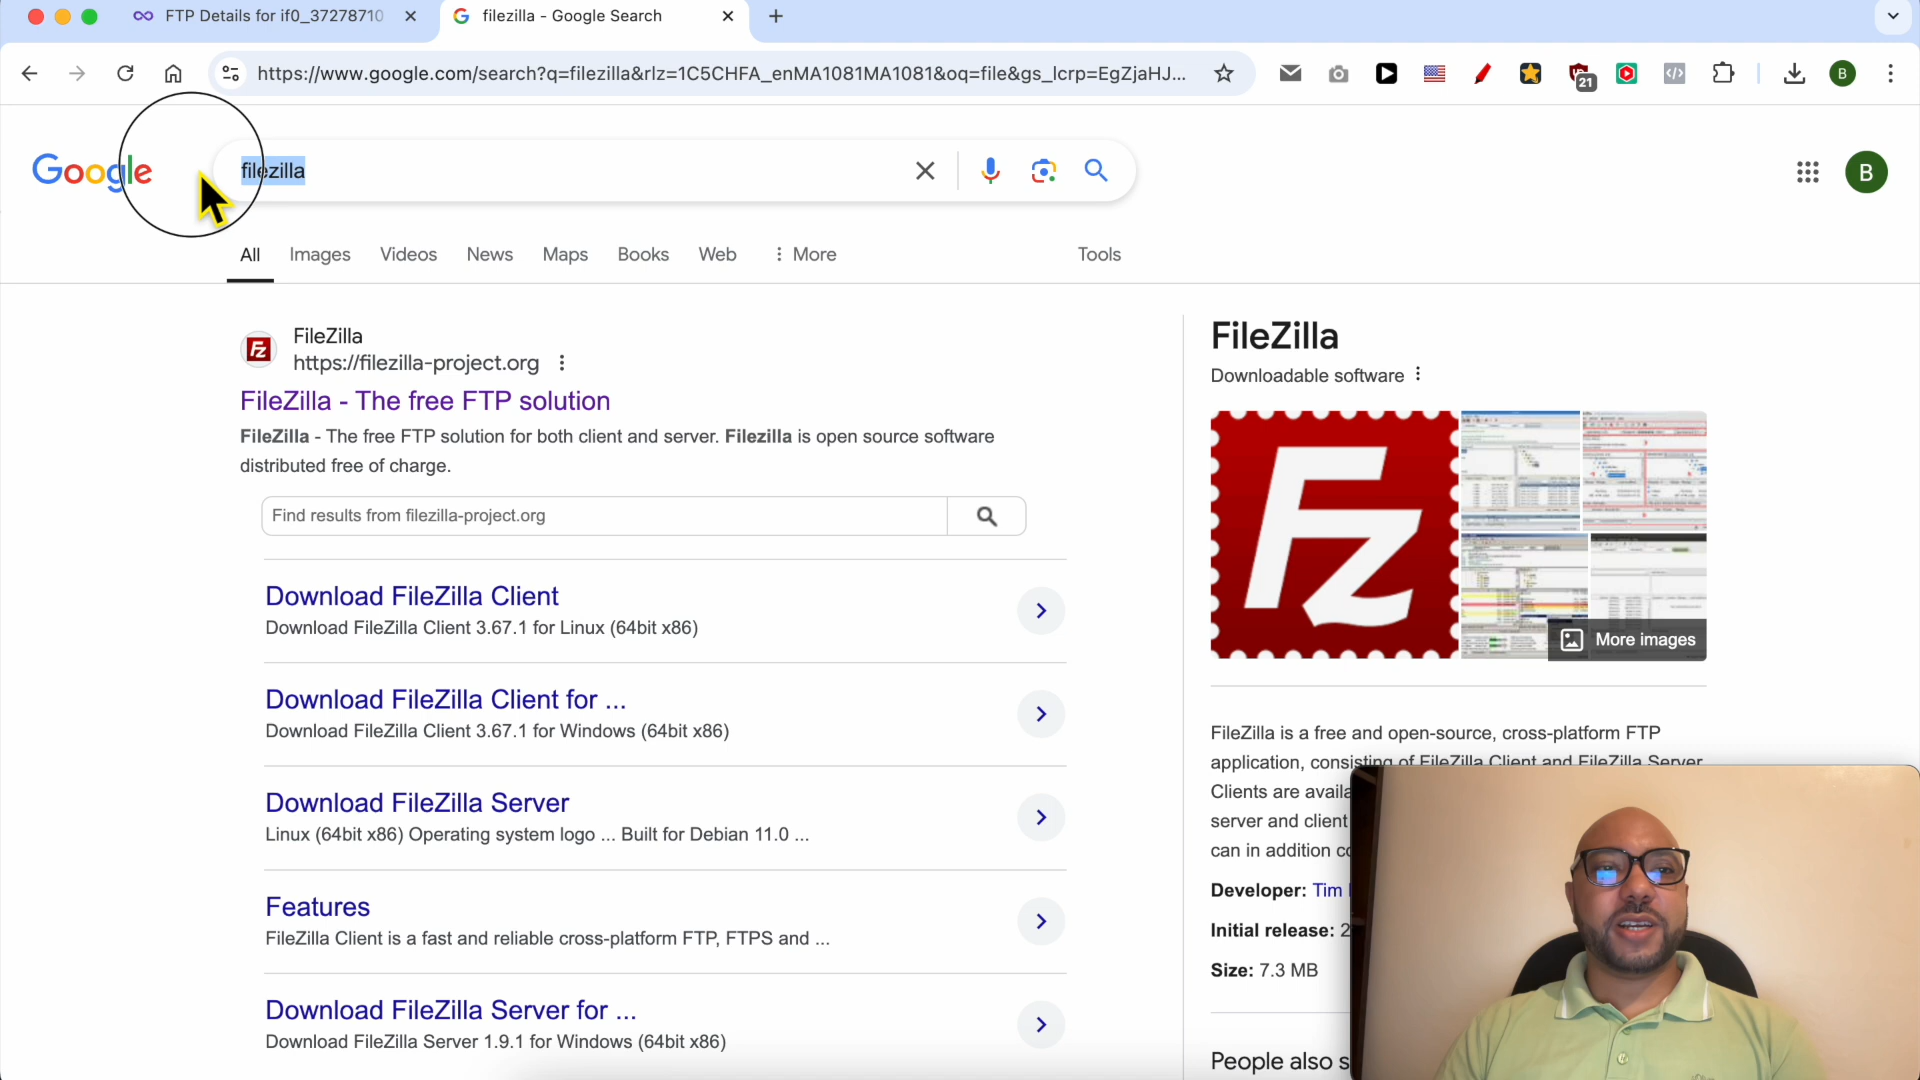 FTP Details for if0_37278710
filezilla - Google Search
https://www.google.com/search?q=filezilla&rlz=1C5CHFA_enMA1081MA1081&oq=file&gs_lcrp=EgZjaHJ...
21
B
Google
filezilla
B
All Images Videos News Maps Books Web More Tools
FileZilla
https://filezilla-project.org
FileZilla - The free FTP solution
FileZilla - The free FTP solution for both client and server. Filezilla is open source software
distributed free of charge.
Find results from filezilla-project.org
Download FileZilla Client
Download FileZilla Client 3.67.1 for Linux (64bit x86)
Download FileZilla Client for ...
Download FileZilla Client 3.67.1 for Windows (64bit x86)
Download FileZilla Server
Linux (64bit x86) Operating system logo ... Built for Debian 11.0 ...
Features
FileZilla Client is a fast and reliable cross-platform FTP, FTPS and ...
Download FileZilla Server for ...
Download FileZilla Server 1.9.1 for Windows (64bit x86)
FileZilla
Downloadable software
Fz
More images
FileZilla is a free and open-source, cross-platform FTP
application, consisting of FileZilla Client and FileZilla Server.
Clients are
server and client
can in addition
Developer: Tim
Initial release:
Size: 7.3 MB
People also